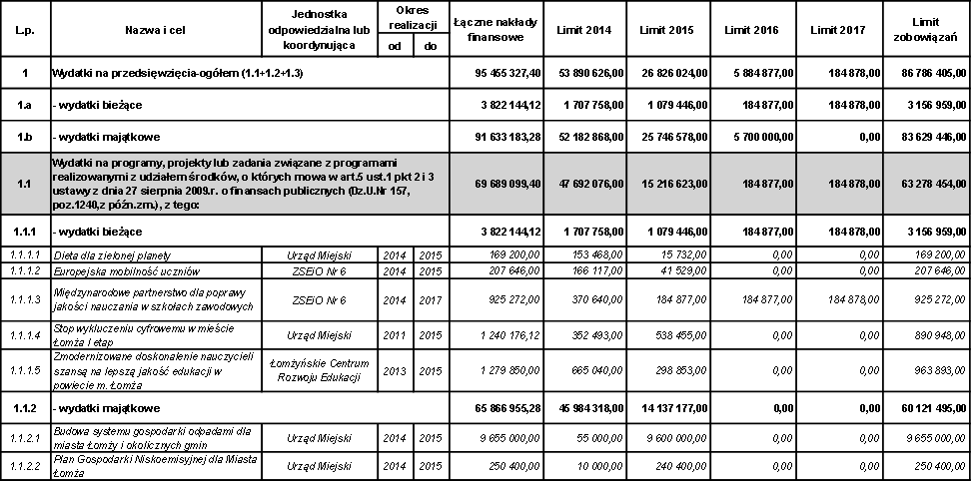 L.p. Nazwa i cel Jednostka odpowiedzialna lub koordynująca Okres realizacji od do Łączne nakłady finansowe Limit 2014 Limit 2015 Limit 2016 Limit 2017 Limit zobowiązań
1 Wydatki na przedsięwzięcia-ogółem (1.1+1.2+1.3) 95 455 327,40 53 890 626,00 26 826 024,00 5 884 877,00 184 878,00 86 786 405,00
1.a - wydatki bieżące 3 822 144,12 1 707 758,00 1 079 446,00 184 877,00 184 878,00 3 156 959,00
1.b - wydatki majątkowe 91 633 183,28 52 182 868,00 25 746 578,00 5 700 000,00 0,00 83 629 446,00
Wydatki na programy, projekty lub zadania związane z programami
realizowanymi z udziałem środków, o których mowa w art.5 ust.1 pkt 2 i 3
1.1 ustawy z dnia 27 sierpnia 2009.r. o finansach publicznych (Dz.U.Nr 157, 69 689 099,40 47 692 076,00 15 216 623,00 184 877,00 184 878,00 63 278 454,00
poz.1240,z późn.zm.), z tego:
1.1.1 - wydatki bieżące 3 822 144,12 1 707 758,00 1 079 446,00 184 877,00 184 878,00 3 156 959,00
1.1.1.1 Dieta dla zielonej planety Urząd Miejski 2014 2015 169 200,00 153 468,00 15 732,00 0,00 0,00 169 200,00
1.1.1.2 Europejska mobilność uczniów ZSEiO Nr 6 2014 2015 207 646,00 166 117,00 41 529,00 0,00 0,00 207 646,00
1.1.1.3 Międzynarodowe partnerstwo dla poprawy
jakości nauczania w szkołach zawodowych ZSEiO Nr 6 2014 2017 925 272,00 370 640,00 184 877,00 184 877,00 184 878,00 925 272,00
1.1.1.4 Stop wykluczeniu cyfrowemu w mieście
Łomża I etap Urząd Miejski 2011 2015 1 240 176,12 352 493,00 538 455,00 0,00 0,00 890 948,00
Zmodernizowane doskonalenie nauczycieli
1.1.1.5 szansą na lepszą jakość edukacji w
powiecie m. Łomża Łomżyńskie Centrum Rozwoju Edukacji 2013 2015 1 279 850,00 665 040,00 298 853,00 0,00 0,00 963 893,00
1.1.2 - wydatki majątkowe 65 866 955,28 45 984 318,00 14 137 177,00 0,00 0,00 60 121 495,00
1.1.2.1 Budowa systemu gospodarki odpadami dla
miasta Łomży i okolicznych gmin Urząd Miejski 2014 2015 9 655 000,00 55 000,00 9 600 000,00 0,00 0,00 9 655 000,00
1.1.2.2 Plan Gospodarki Niskoemisyjnej dla Miasta
Łomża Urząd Miejski 2014 2015 250 400,00 10 000,00 240 400,00 0,00 0,00 250 400,00